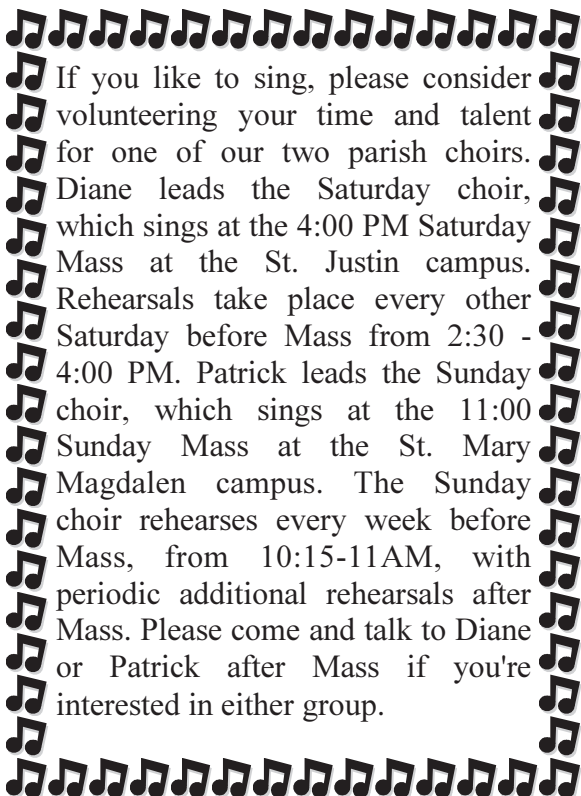 If you like to sing, please consider
volunteering your time and talent
for one of our two parish choirs.
Diane leads the Saturday choir,
which sings at the 4:00 PM Saturday
Mass at the St. Justin campus.
Rehearsals take place every other
Saturday before Mass from 2:30 -
4:00 PM. Patrick leads the Sunday
choir, which sings at the 11:00
Sunday Mass at the St. Mary
Magdalen campus. The Sunday
choir rehearses every week before
Mass, from 10:15-11AM, with
periodic additional rehearsals after
Mass. Please come and talk to Diane
or Patrick after Mass if you're
interested in either group.